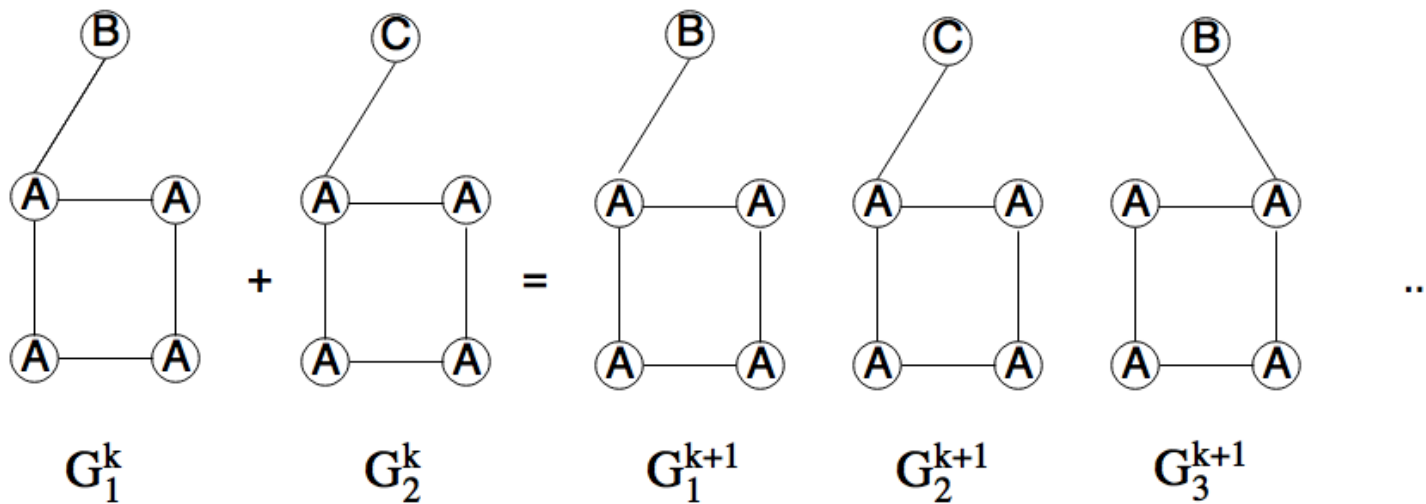 B C B C B
A A A A A A A A A A
+ = ..
A A A A A A A A A A
G₁ᵏ G₂ᵏ G₁ᵏ⁺¹ G₂ᵏ⁺¹ G₃ᵏ⁺¹